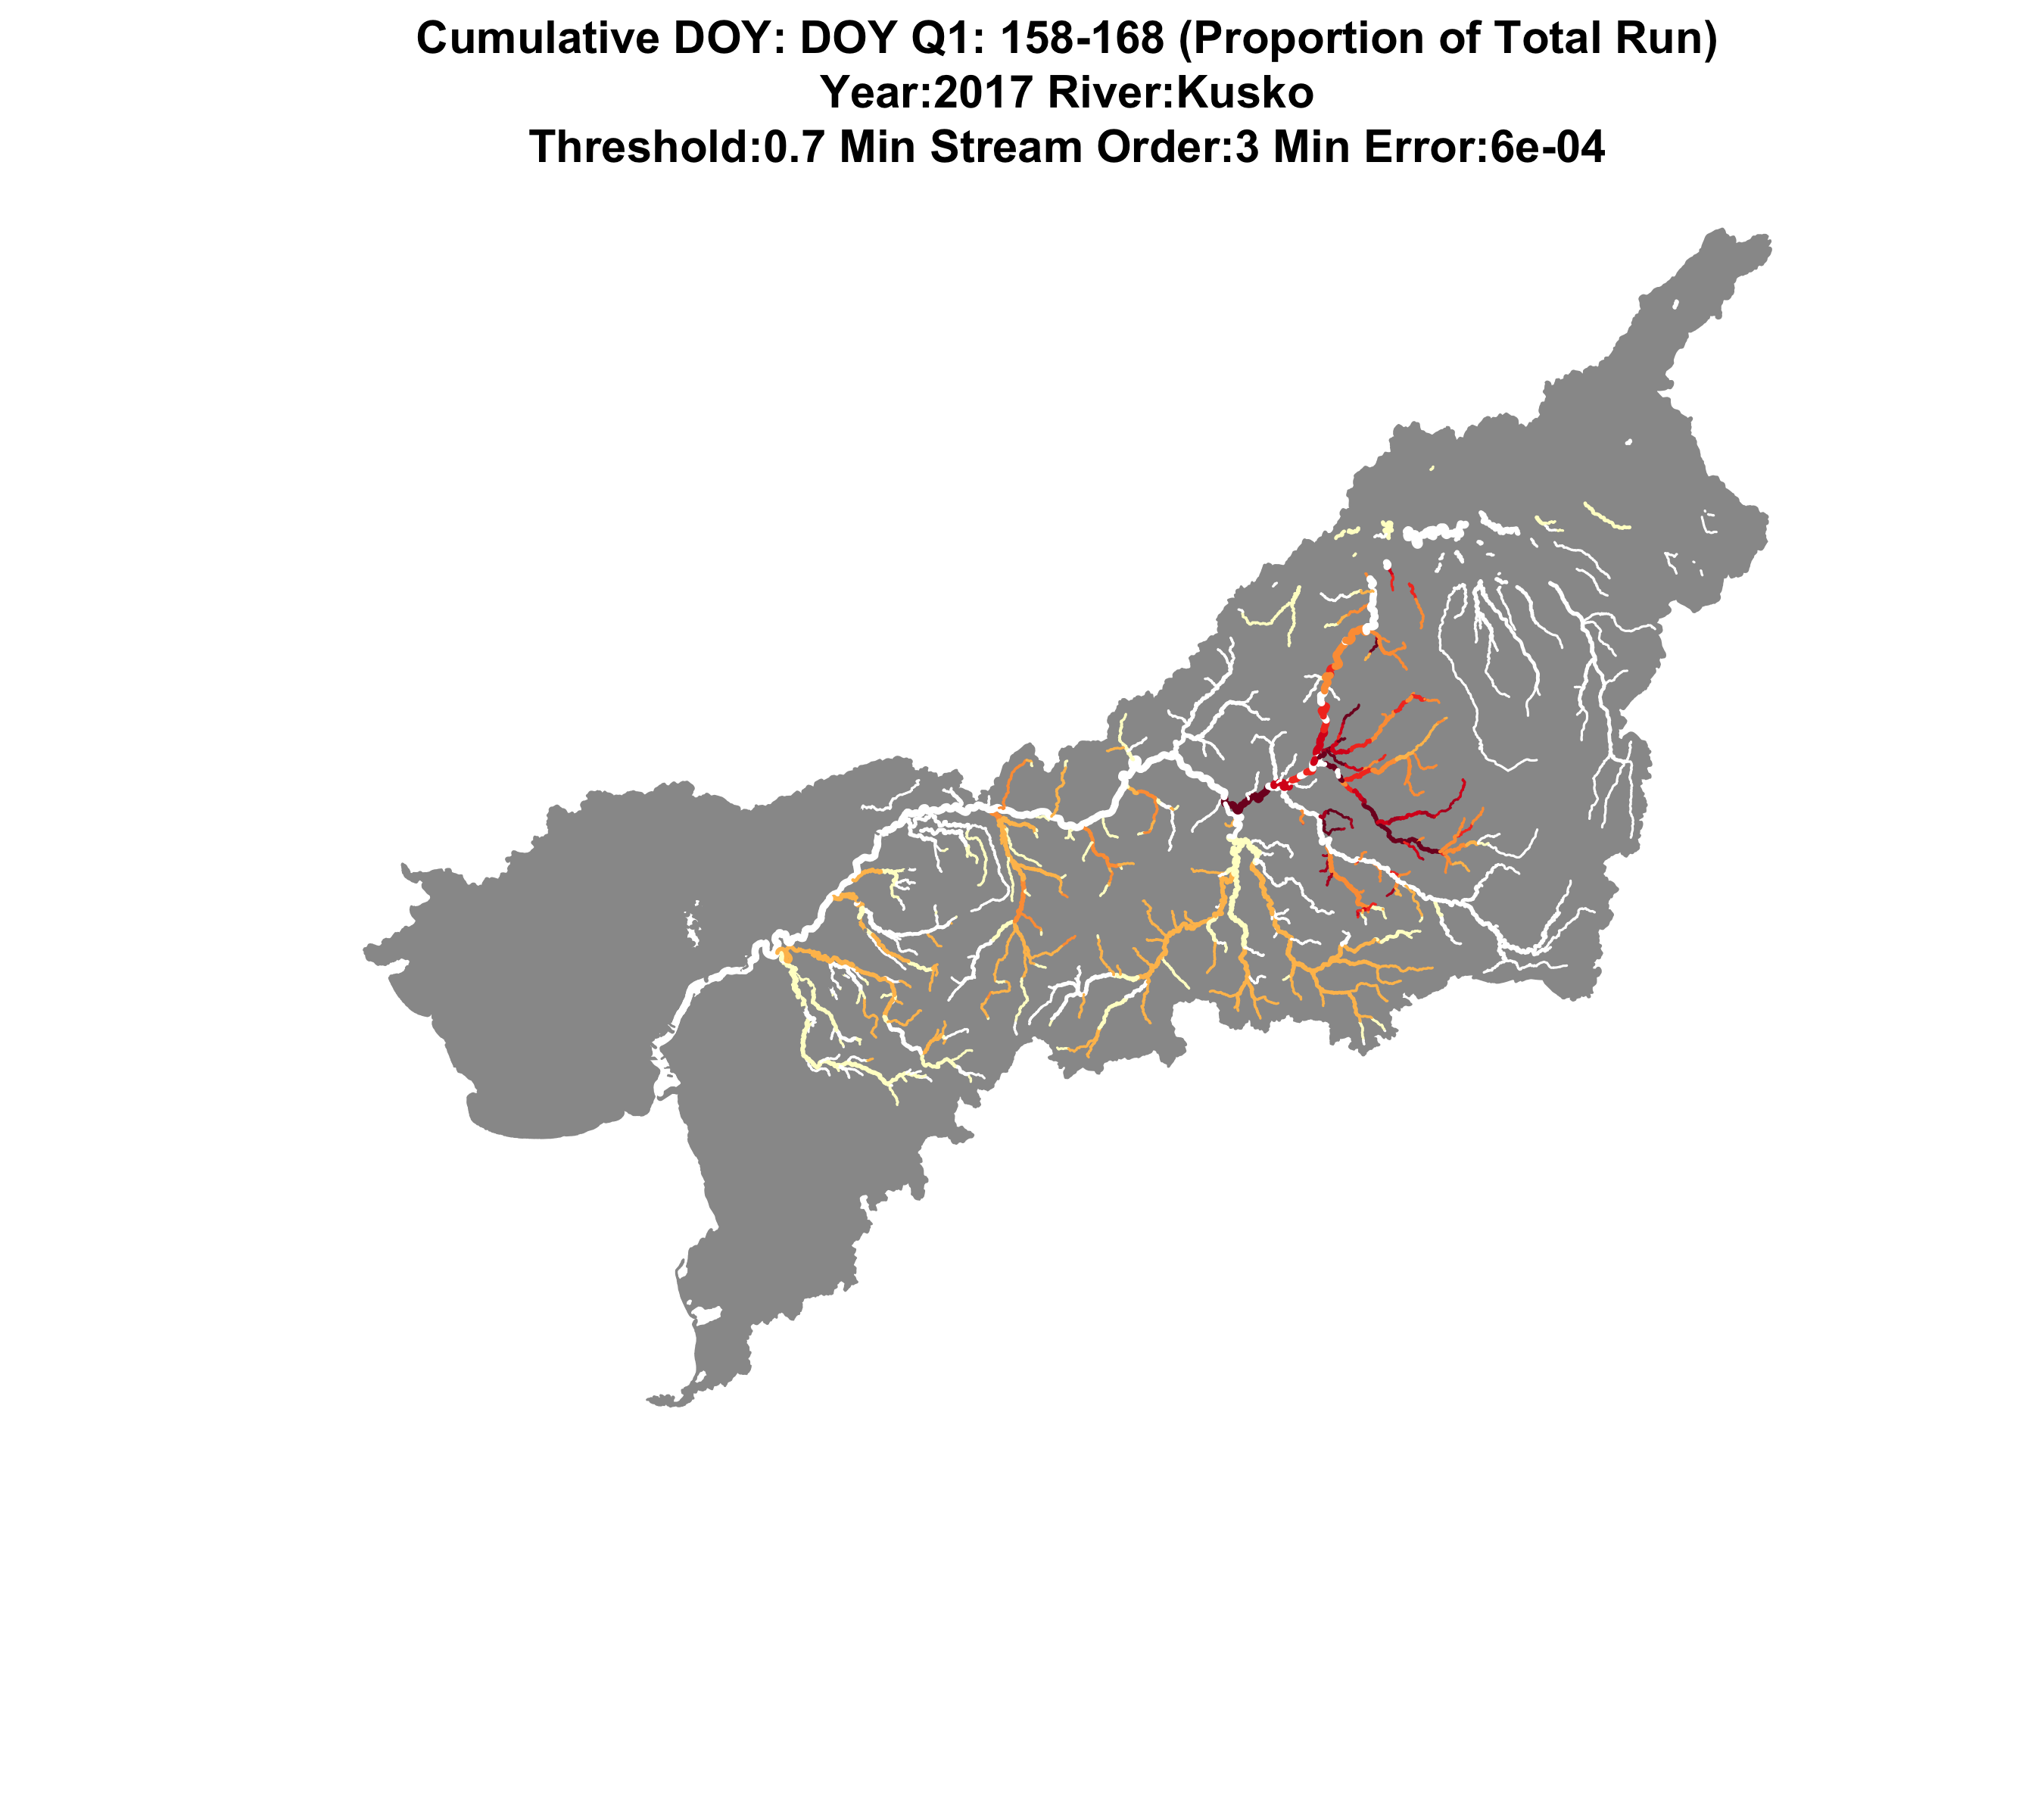 Cumulative DOY: DOY Q1: 158-168 (Proportion of Total Run)
Year:2017 River:Kusko
Threshold:0.7 Min Stream Order:3 Min Error:6e-04